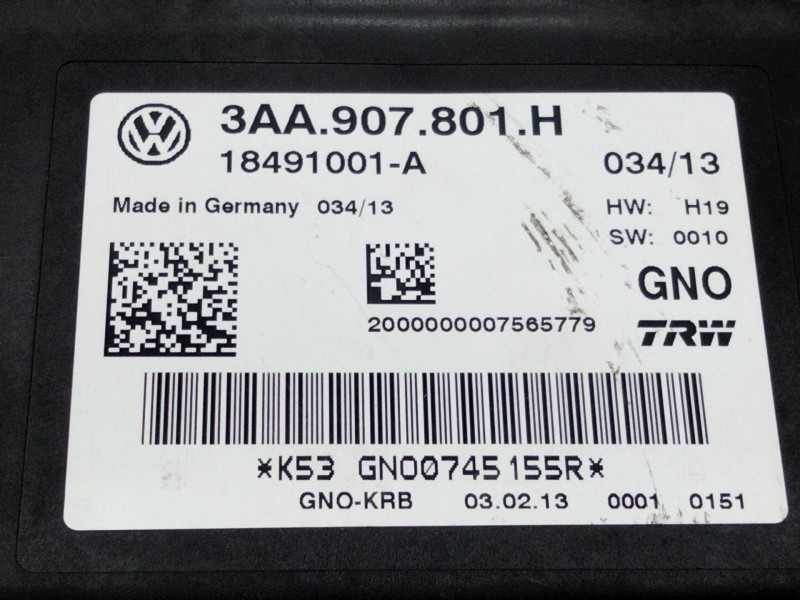 3AA.907.801.H
18491001-A 034/13
Made in Germany 034/13 HW: H19
SW: 0010
GNO
2000000007565779 TRW
*K53 GNO0745155R*
GNO-KRB 03.02.13 0001 0151